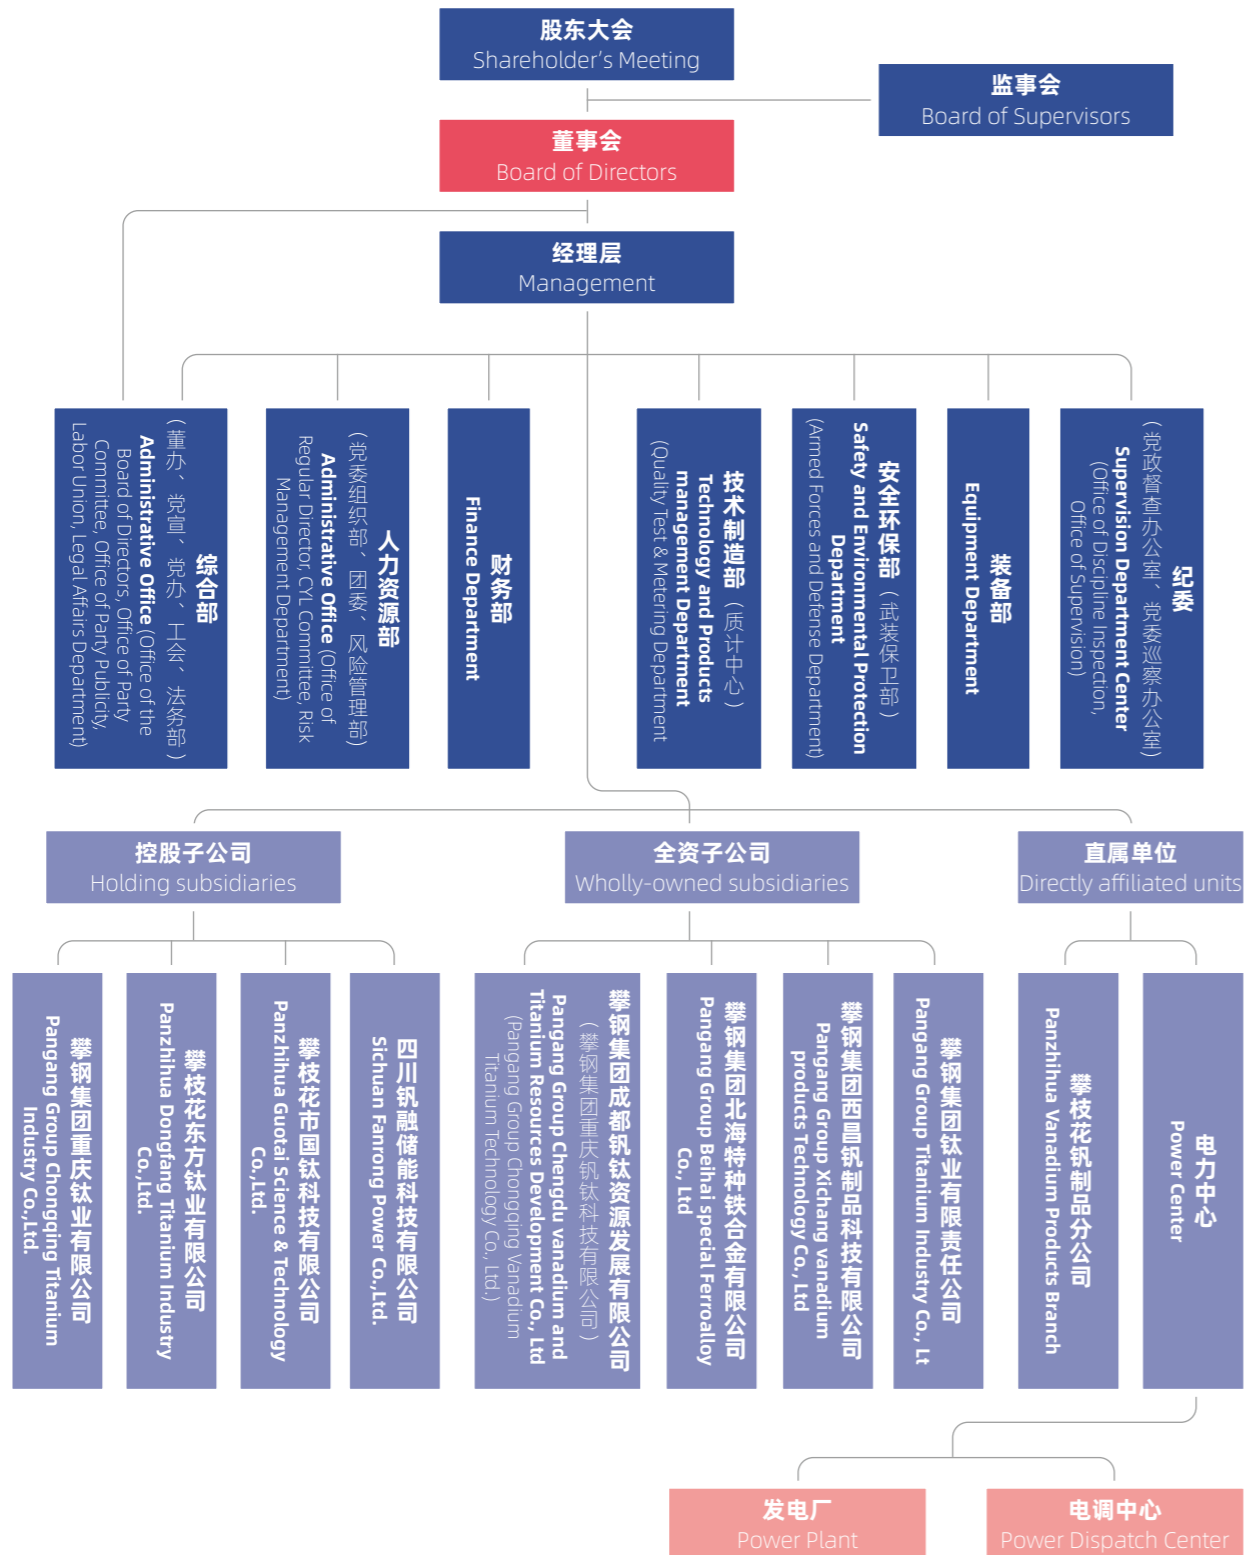 股东大会
Shareholder's Meeting
监事会
Board of Supervisors
董事会
Board of Directors
经理层
Management
综合部
(董办、党宣、党办、工会、法务部)
Administrative Office (Office of the
Board of Directors, Office of Party
Committee, Office of Party Publicity,
Labor Union, Legal Affairs Department)
人力资源部
(党委组织部、团委、风险管理部)
Administrative Office (Office of
Regular Director, CYL Committee, Risk
Management Department)
财务部
Finance Department
技术制造部(质计中心)
Technology and Products
management Department
(Quality Test & Metering Department
安全环保部(武装保卫部)
Safety and Environmental Protection
Department
(Armed Forces and Defense Department)
装备部
Equipment Department
纪委
(党政督查办公室、党委巡察办公室)
Supervision Department Center
(Office of Discipline Inspection,
Office of Supervision)
控股子公司
Holding subsidiaries
全资子公司
Wholly-owned subsidiaries
直属单位
Directly affiliated units
攀钢集团重庆钛业有限公司
Pangang Group Chongqing Titanium
Industry Co.,Ltd.
攀枝花东方钛业有限公司
Panzhihua Dongfang Titanium Industry
Co.,Ltd.
攀枝花市国钛科技有限公司
Panzhihua Guotai Science & Technology
Co.,Ltd.
四川钒融储能科技有限公司
Sichuan Fanrong Power Co.,Ltd.
攀钢集团成都钒钛资源发展有限公司
(攀钢集团重庆钒钛科技有限公司)
Pangang Group Chengdu vanadium and
Titanium Resources Development Co., Ltd
(Pangang Group Chongqing Vanadium
Titanium Technology Co., Ltd.)
攀钢集团北海特种铁合金有限公司
Pangang Group Beihai special Ferroalloy
Co., Ltd
攀钢集团西昌钒制品科技有限公司
Pangang Group Xichang vanadium
products Technology Co., Ltd
攀钢集团钛业有限责任公司
Pangang Group Titanium Industry Co., Lt
攀枝花钒制品分公司
Panzhihua Vanadium Products Branch
电力中心
Power Center
发电厂
Power Plant
电调中心
Power Dispatch Center